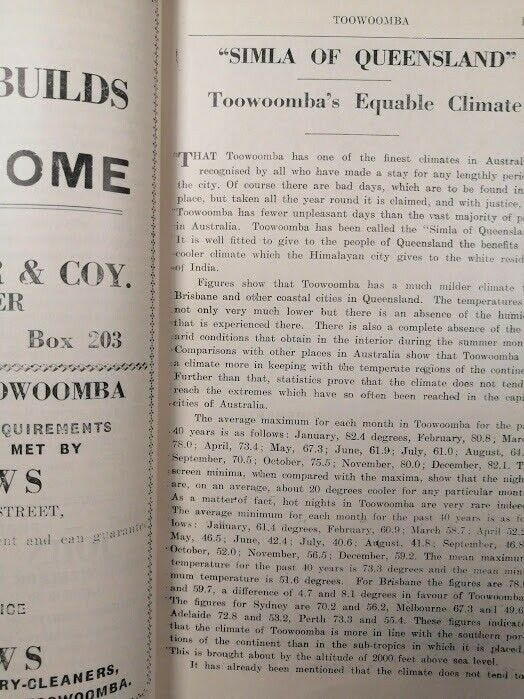 BUILDS
OME
R & COY.
ER
Box 203
OOWOOMBA
QUIREMENTS
MET BY
WS
STREET,
ent and can guarante
ICE
WS
RY-CLEANERS,
OOWOOMBA.
TOOWOOMBA
"SIMLA OF QUEENSLAND"
Toowoomba's Equable Climate
"THAT Toowoomba has one of the finest climates in Austral
recognised by all who have made a stay for any lengthly peri
the city. Of course there are bad days, which are to be found in
place, but taken all the year round it is claimed, and with justice,
Toowoomba has fewer unpleasant days than the vast majority of p
in Australia. Toowoomba has been called the "Simla of Queensla
It is well fitted to give to the people of Queensland the benefits
cooler climate which the Himalayan city gives to the white resid
of India.
Figures show that Toowoomba has a much milder climate
Brisbane and other coastal cities in Queensland. The temperatures
not only very much lower but there is an absence of the humi
that is experienced there. There is also a complete absence of the
arid conditions that obtain in the interior during the summer mon
Comparisons with other places in Australia show that Toowoomba
a climate more in keeping with the temperate regions of the contine
Further than that, statistics prove that the climate does not tend
reach the extremes which have so often been reached in the capi
cities of Australia.
The average maximum for each month in Toowoomba for the pa
40 years is as follows: January, 82.4 degrees, February, 80.8, Mar
78.0; April, 73.4; May, 67.3; June, 61.9; July, 61.0; August, 64.
September, 70.5; October, 75.5; November, 80.0; December, 82.1. T
screen minima, when compared with the maxima, show that the nigh
are, on an average, about 20 degrees cooler for any particular mont
As a matter of fact, hot nights in Toowoomba are very rare indeed
The average minimum for each month for the past 40 years is as fo
lows: January, 61.4 degrees, February, 60.9; March 58.7; April 52.2
May, 46.5; June, 42.4; July, 40.6; August, 41.8, September, 46.8
October, 52.0; November, 56.5; December, 59.2. The mean maximu
temperature for the past 40 years is 73.3 degrees and the mean min
mum temperature is 51.6 degrees. For Brisbane the figures are 78.
and 59.7, a difference of 4.7 and 8.1 degrees in favour of Toowoomba
The figures for Sydney are 70.2 and 56.2, Melbourne 67.3 and 49.6
Adelaide 72.8 and 53.2, Perth 73.3 and 55.4. These figures indicat
that the climate of Toowoomba is more in line with the southern por
tions of the continent than in the sub-tropics in which it is placed
This is brought about by the altitude of 2000 feet above sea level.
It has already been mentioned that the climate does not tend to